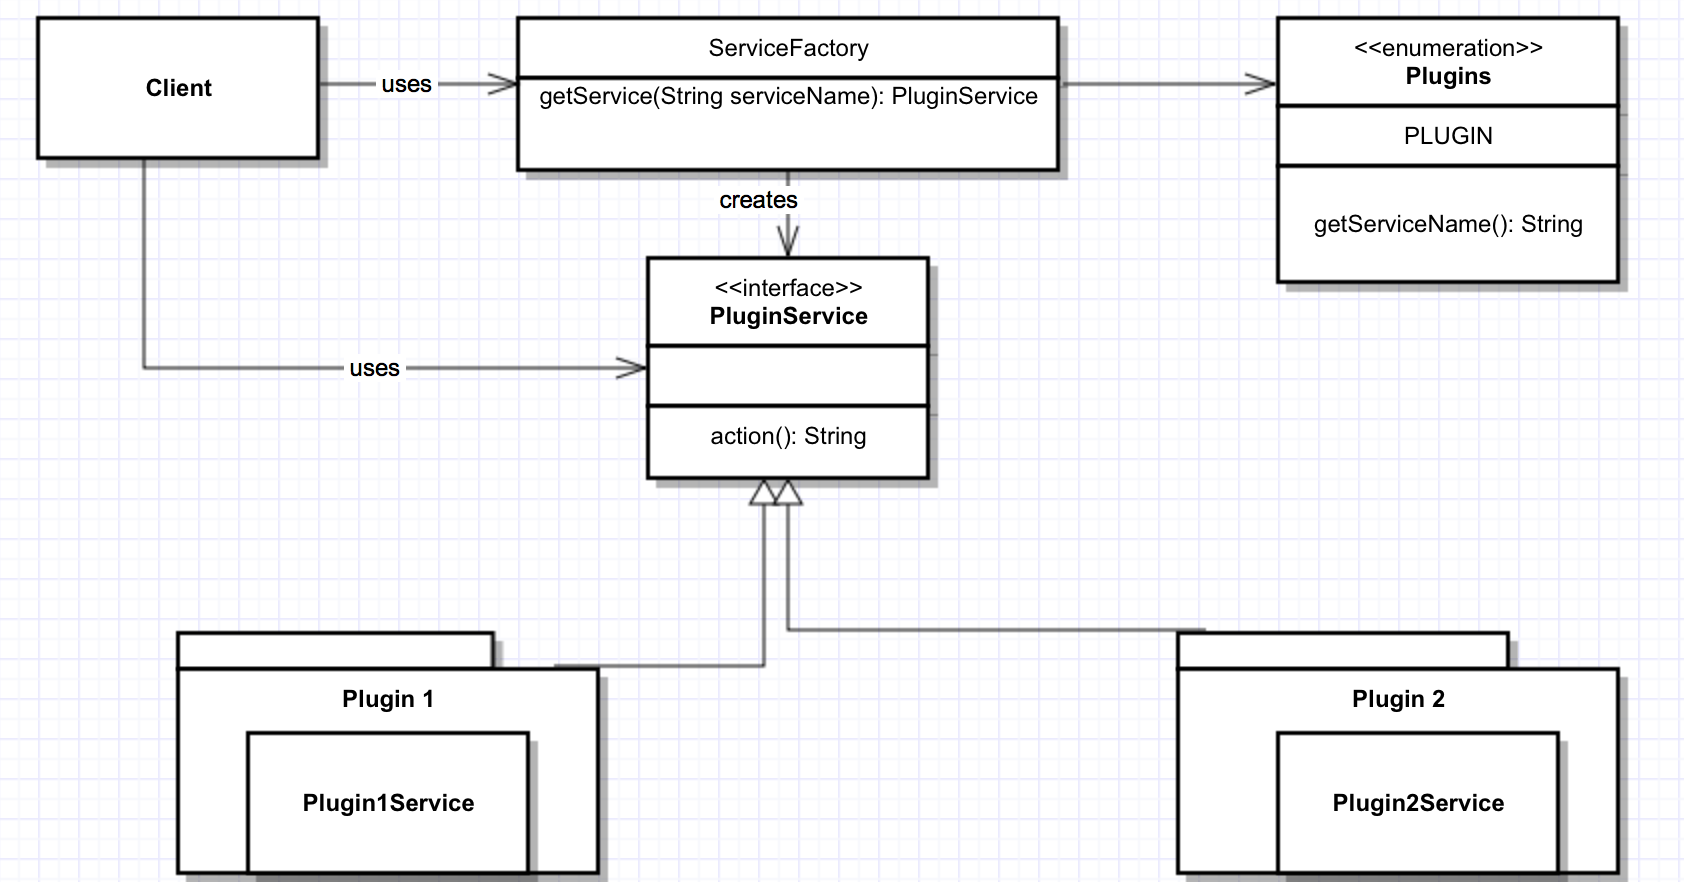 Client
uses
ServiceFactory
getService(String serviceName): PluginService
<<enumeration>>
Plugins
PLUGIN
getServiceName(): String
creates
<<interface>>
PluginService
action(): String
uses
Plugin 1
Plugin1Service
Plugin 2
Plugin2Service